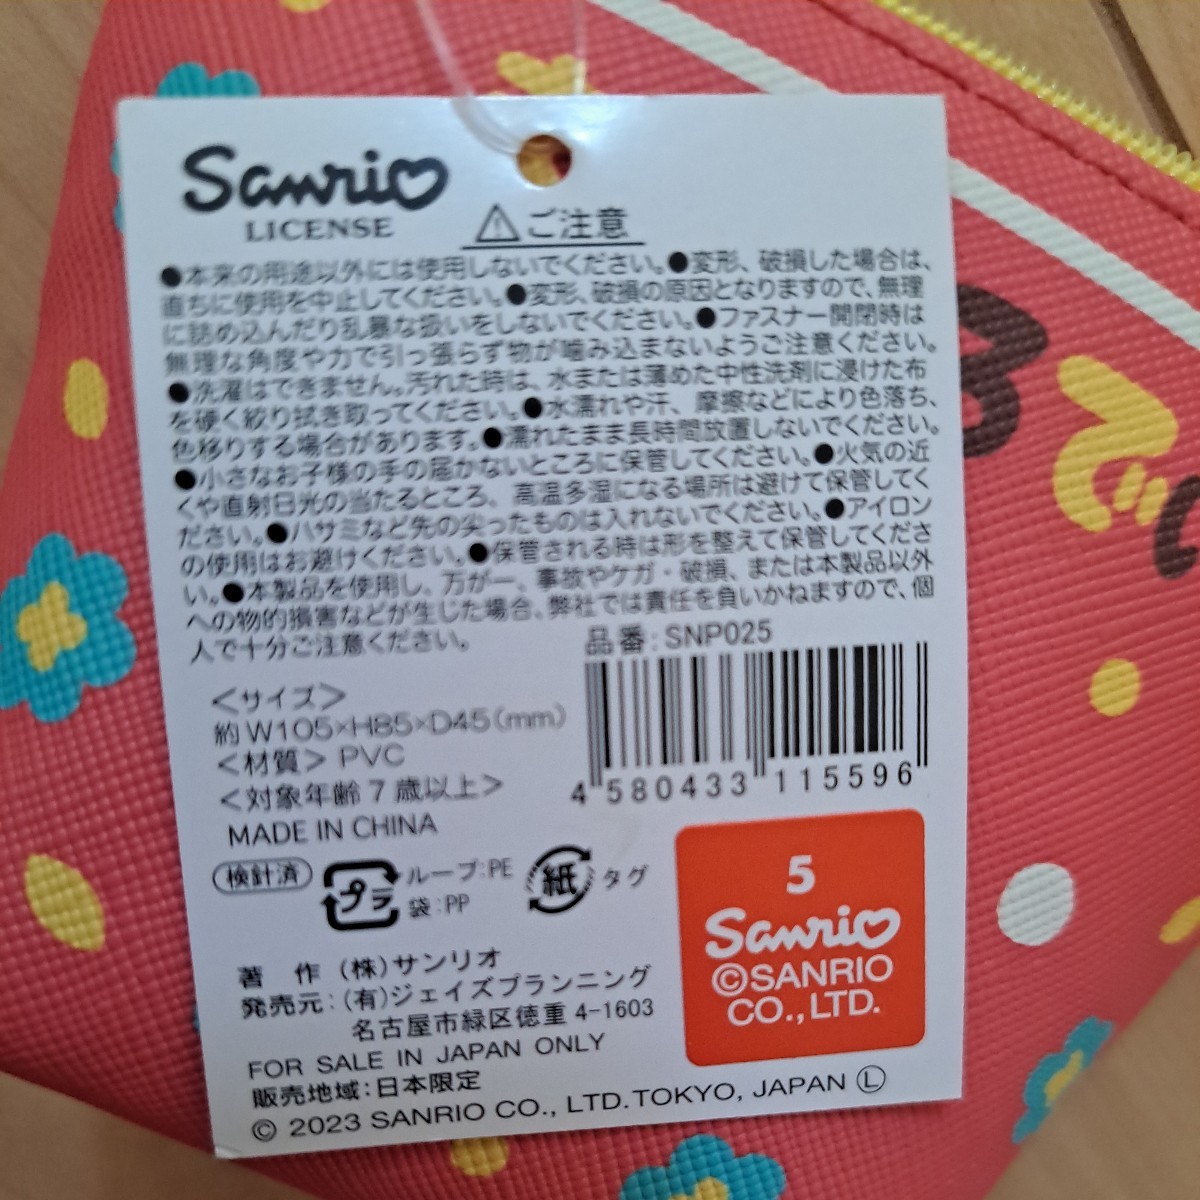 Sanrio
LICENSE
⚠ご注意
●本来の用途以外には使用しないでください。●変形、破損した場合は、
直ちに使用を中止してください。●変形、破損の原因となりますので、無理
に詰め込んだり乱暴な扱いをしないでください。●ファスナー開閉時は
無理な角度や力で引っ張らず物が噛み込まないようご注意ください。
●洗濯はできません。汚れた時は、水または薄めた中性洗剤に浸けた布
を硬く絞り拭き取ってください。●水濡れや汗、摩擦などにより色落ち、
色移りする場合があります。●濡れたまま長時間放置しないでください。
●小さなお子様の手の届かないところに保管してください。●火気の近
くや直射日光の当たるところ、高温多湿になる場所は避けて保管してく
ださい。●ハサミなど先の尖ったものは入れないでください。●アイロン
の使用はお避けください。●保管される時は形を整えて保管してくださ
い。●本製品を使用し、万が一、事故やケガ・破損、または本製品以外
への物的損害などが生じた場合、弊社では責任を負いかねますので、個
人で十分ご注意ください。
品番:SNP025
<サイズ>
約W105×H85×D45(mm)
<材質>PVC
<対象年齢7歳以上>
MADE IN CHINA
4 580433 115596
検針済
プラ
ループ:PE
袋:PP
紙
タグ
5
Sanrio
©SANRIO
CO.,LTD.
著 作 (株)サンリオ
発売元:(有)ジェイズプランニング
名古屋市緑区徳重4-1603
FOR SALE IN JAPAN ONLY
販売地域:日本限定
© 2023 SANRIO CO., LTD. TOKYO, JAPAN Ⓛ